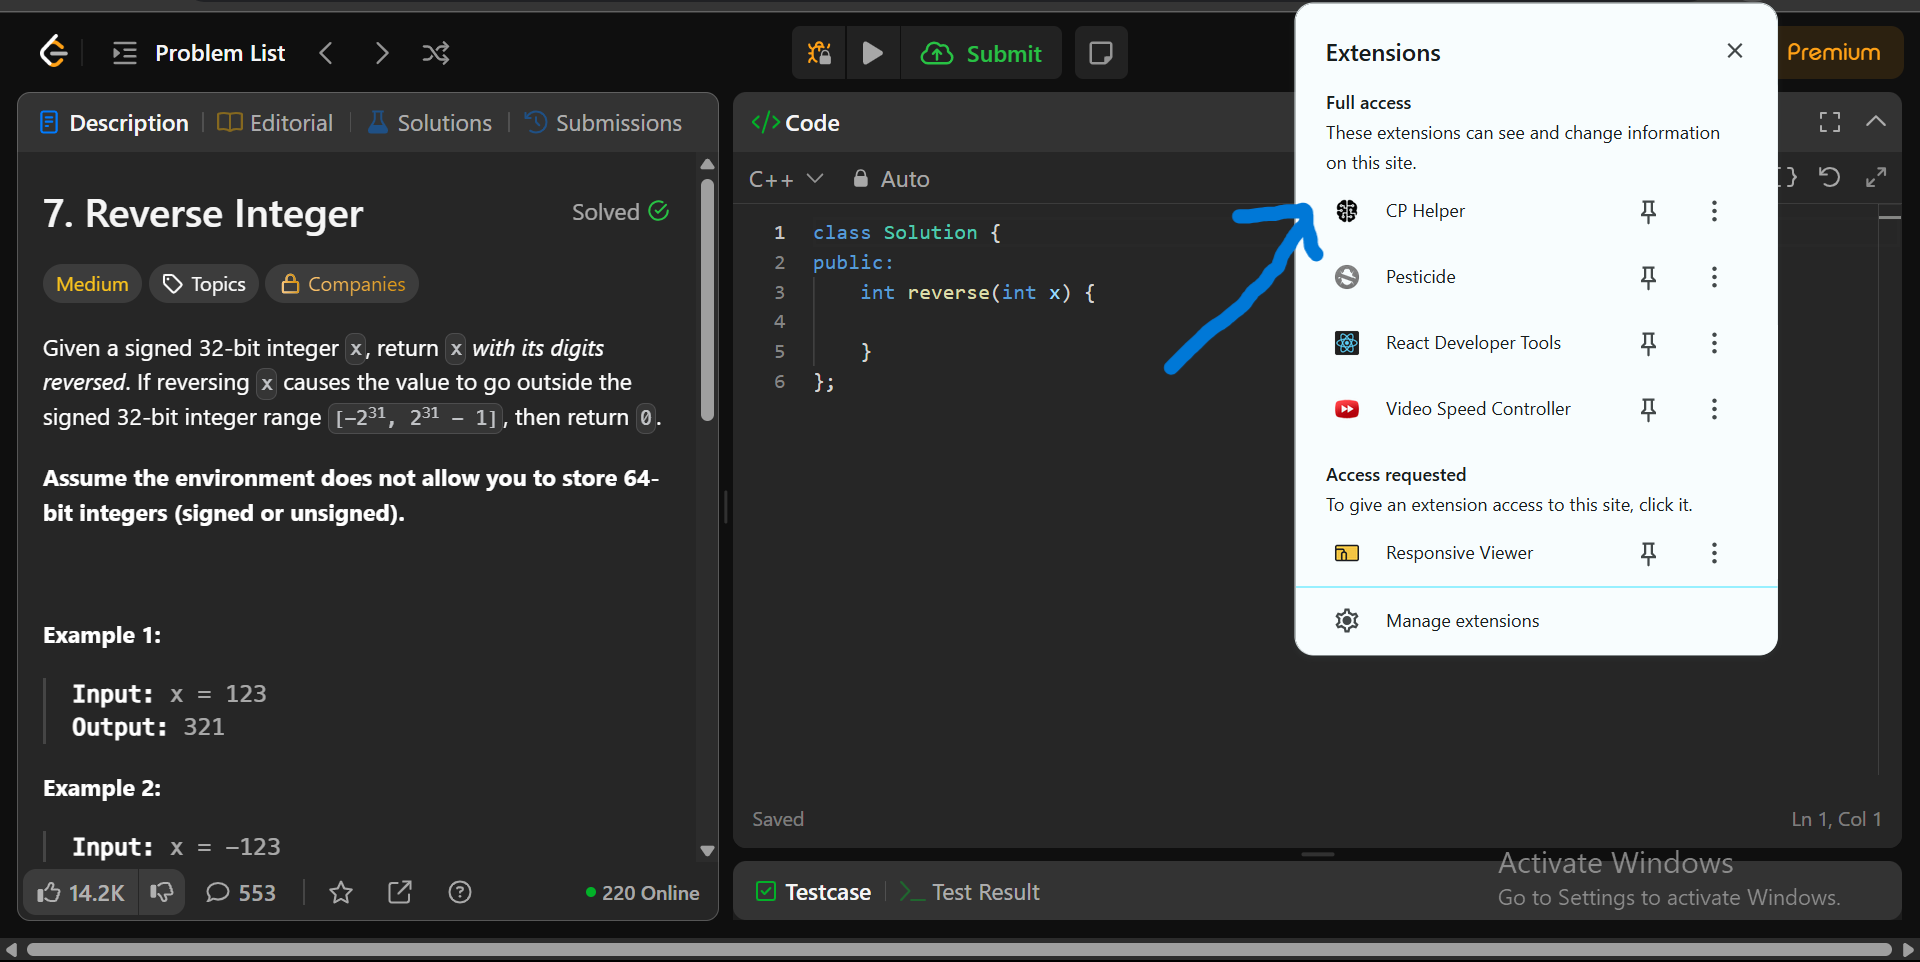 Problem List
Submit
Premium
Description
Editorial
Solutions
Submissions
7. Reverse Integer
Solved
Medium
Topics
Companies
Given a signed 32-bit integer x, return x with its digits
reversed. If reversing x causes the value to go outside the
signed 32-bit integer range [-2³¹, 2³¹ - 1], then return 0.
Assume the environment does not allow you to store 64-
bit integers (signed or unsigned).
Example 1:
Input: x = 123
Output: 321
Example 2:
Input: x = -123
14.2K
553
220 Online
</> Code
C++
Auto
1 class Solution {
2 public:
3 int reverse(int x) {
4
5 }
6 };
Saved
Ln 1, Col 1
Testcase
Test Result
Extensions
Full access
These extensions can see and change information
on this site.
CP Helper
Pesticide
React Developer Tools
Video Speed Controller
Access requested
To give an extension access to this site, click it.
Responsive Viewer
Manage extensions
Activate Windows
Go to Settings to activate Windows.